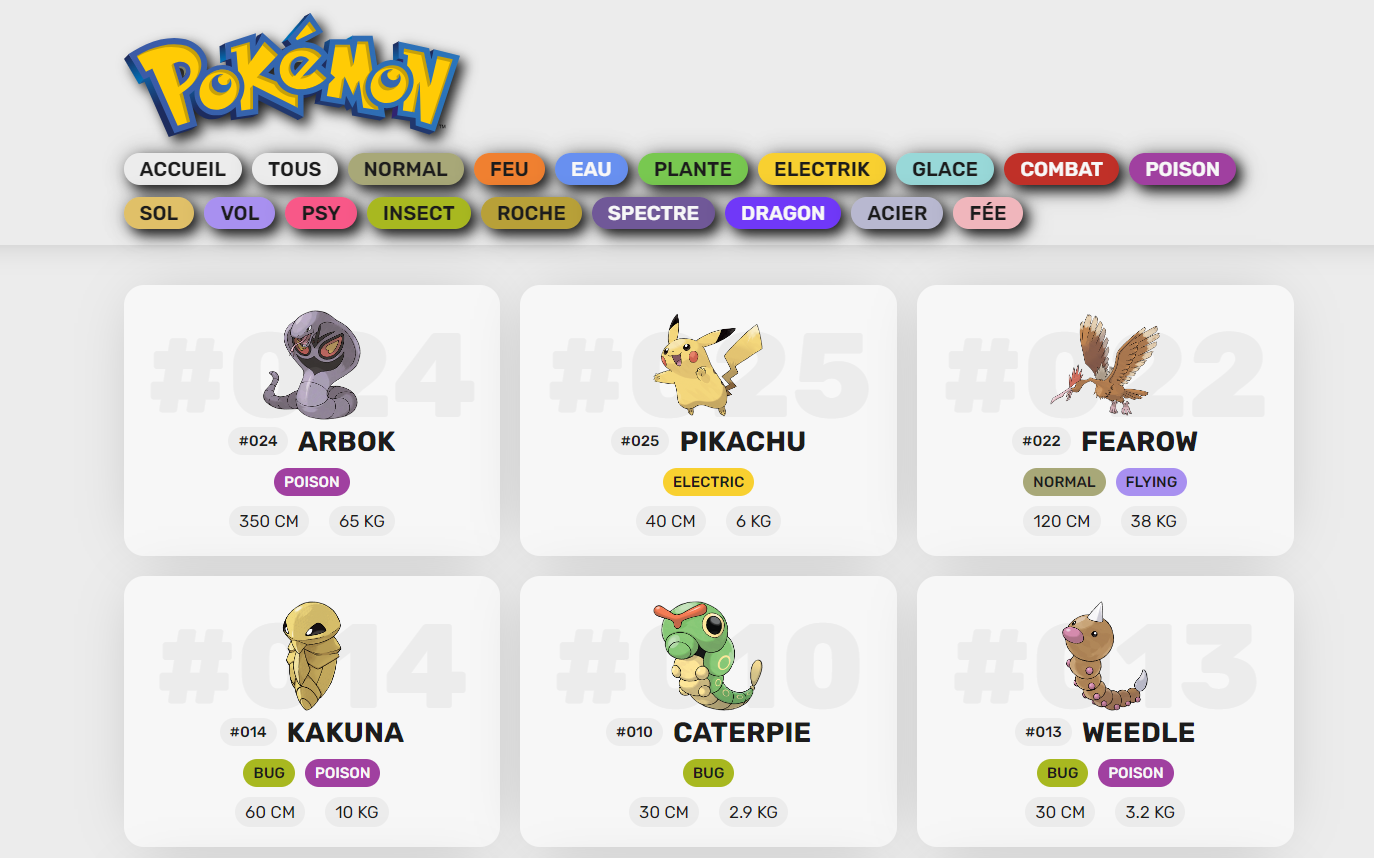 POKéMON™
ACCUEIL TOUS NORMAL FEU EAU PLANTE ELECTRIK GLACE COMBAT POISON
SOL VOL PSY INSECT ROCHE SPECTRE DRAGON ACIER FÉE
#024 #025 #022
#024 ARBOK #025 PIKACHU #022 FEAROW
POISON ELECTRIC NORMAL FLYING
350 CM 65 KG 40 CM 6 KG 120 CM 38 KG
#014 #010 #013
#014 KAKUNA #010 CATERPIE #013 WEEDLE
BUG POISON BUG BUG POISON
60 CM 10 KG 30 CM 2.9 KG 30 CM 3.2 KG